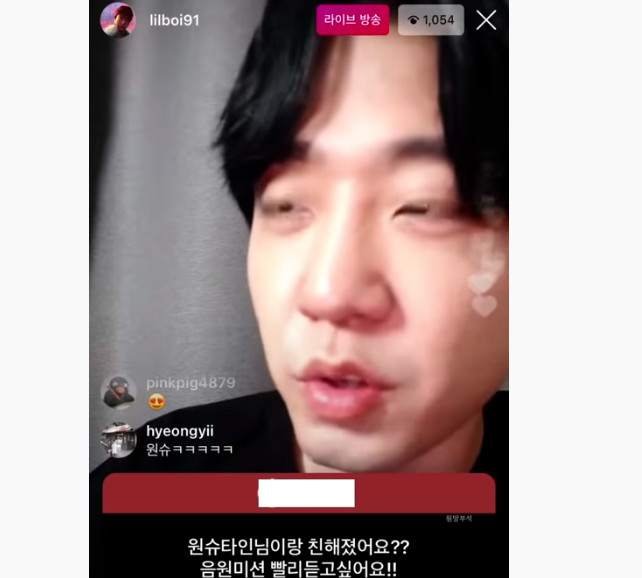 lilboi91
라이브 방송
1,054
pinkpig4879
hyeongyii
원슈ㅋㅋㅋㅋㅋ
원슈타인님이랑 친해졌어요??
음원미션 빨리듣고싶어요!!